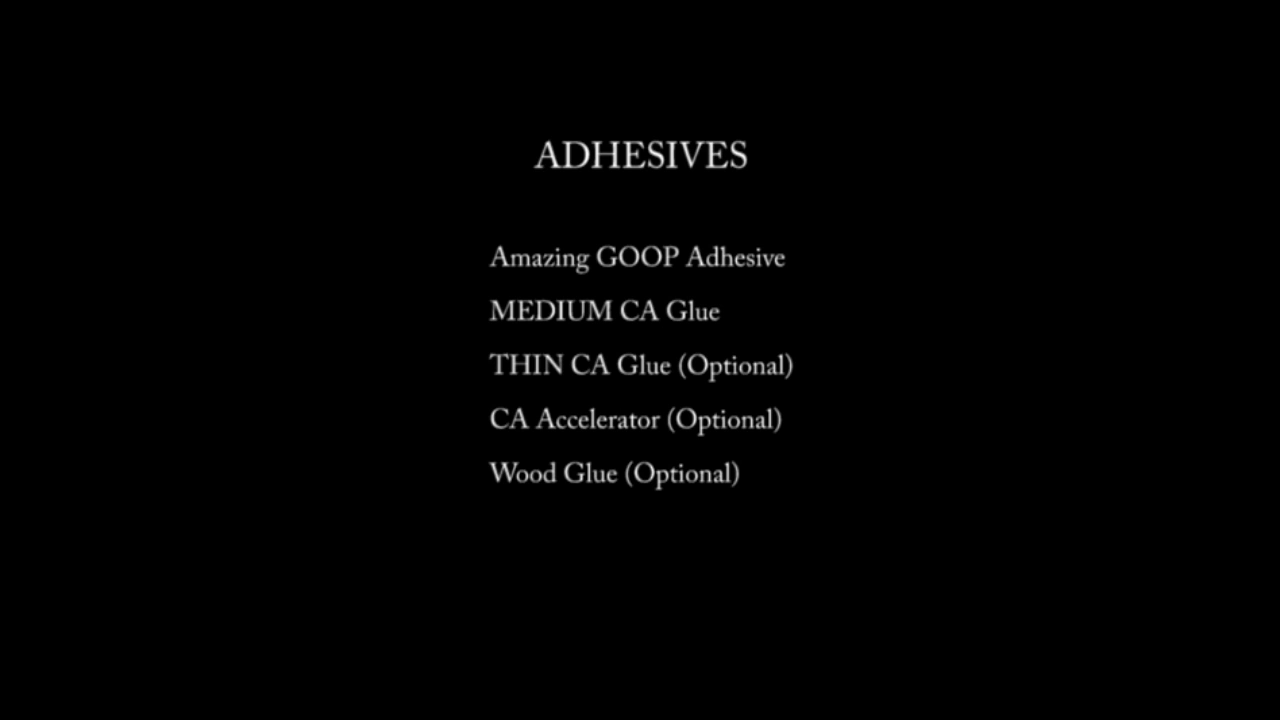 ADHESIVES
Amazing GOOP Adhesive
MEDIUM CA Glue
THIN CA Glue (Optional)
CA Accelerator (Optional)
Wood Glue (Optional)